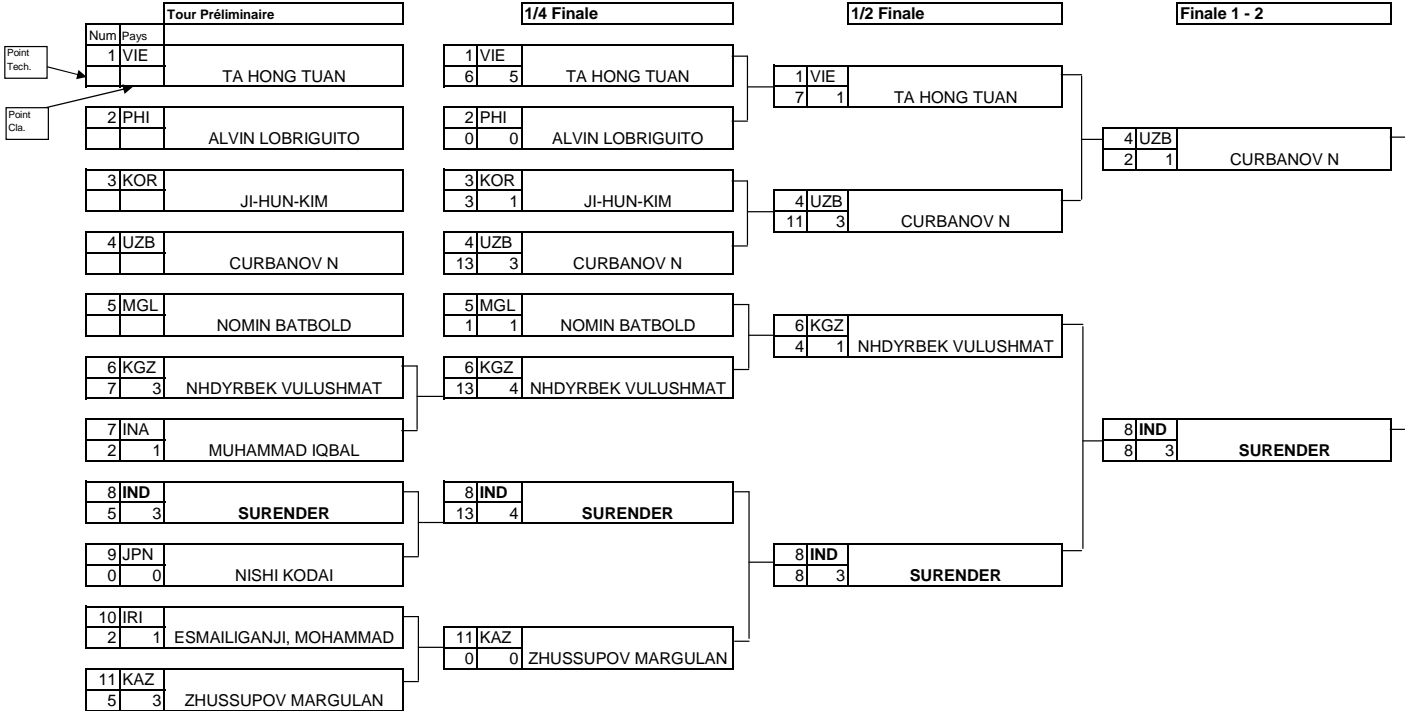 Tour Préliminaire
1/4 Finale
1/2 Finale
Finale 1 - 2
Num Pays
Point
Tech.
Point
Cla.
1 VIE
TA HONG TUAN
2 PHI
ALVIN LOBRIGUITO
3 KOR
JI-HUN-KIM
4 UZB
CURBANOV N
5 MGL
NOMIN BATBOLD
6 KGZ
7 3 NHDYRBEK VULUSHMAT
7 INA
2 1 MUHAMMAD IQBAL
8 IND
5 3 SURENDER
9 JPN
0 0 NISHI KODAI
10 IRI
2 1 ESMAILIGANJI, MOHAMMAD
11 KAZ
5 3 ZHUSSUPOV MARGULAN
1 VIE
6 5 TA HONG TUAN
2 PHI
0 0 ALVIN LOBRIGUITO
3 KOR
3 1 JI-HUN-KIM
4 UZB
13 3 CURBANOV N
5 MGL
1 1 NOMIN BATBOLD
6 KGZ
13 4 NHDYRBEK VULUSHMAT
8 IND
13 4 SURENDER
11 KAZ
0 0 ZHUSSUPOV MARGULAN
1 VIE
7 1 TA HONG TUAN
4 UZB
11 3 CURBANOV N
6 KGZ
4 1 NHDYRBEK VULUSHMAT
8 IND
8 3 SURENDER
4 UZB
2 1 CURBANOV N
8 IND
8 3 SURENDER